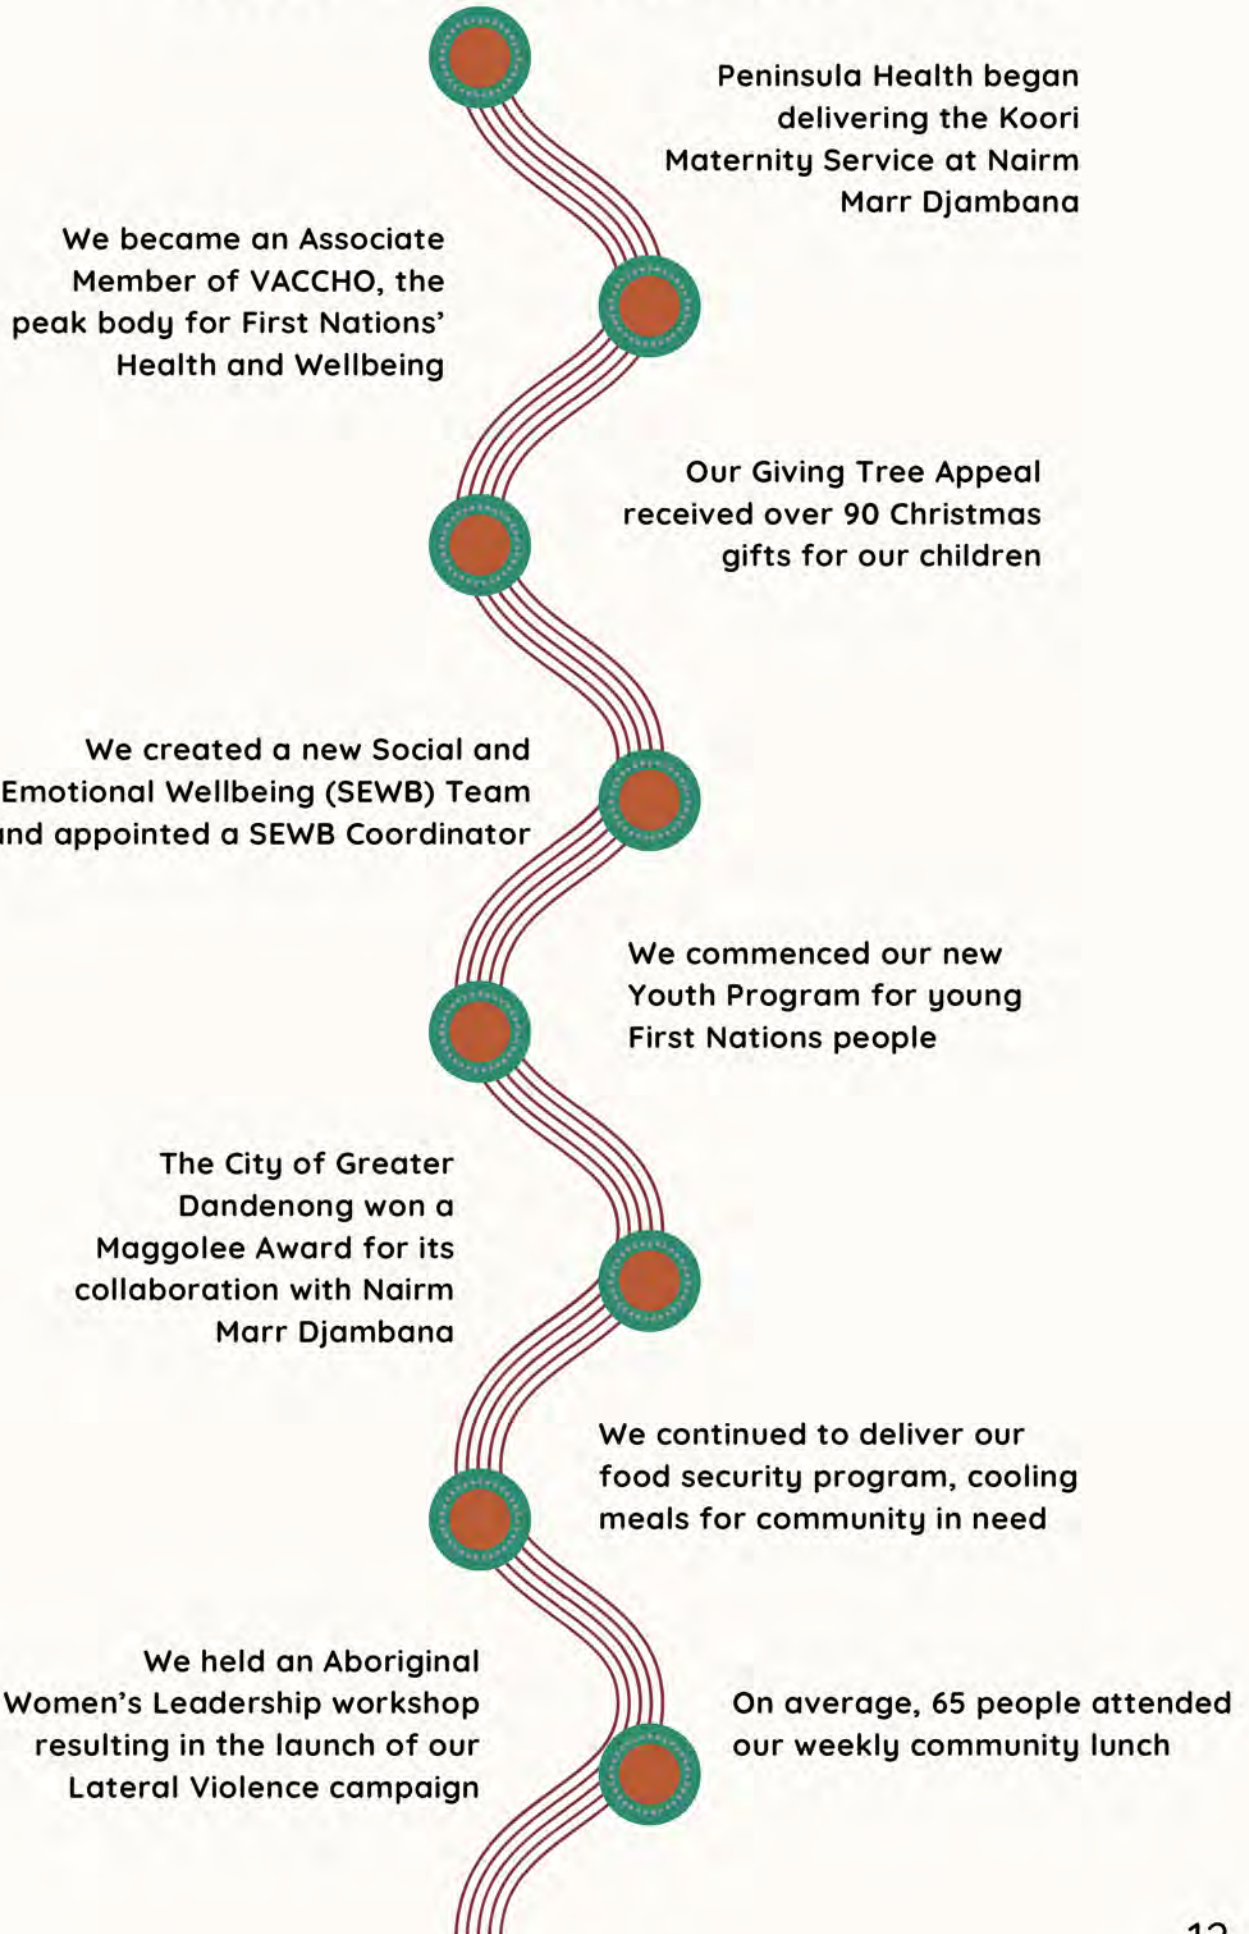 Peninsula Health began
delivering the Koori
Maternity Service at Nairm
Marr Djambana
We became an Associate
Member of VACCHO, the
peak body for First Nations’
Health and Wellbeing
Our Giving Tree Appeal
received over 90 Christmas
gifts for our children
We created a new Social and
Emotional Wellbeing (SEWB) Team
and appointed a SEWB Coordinator
We commenced our new
Youth Program for young
First Nations people
The City of Greater
Dandenong won a
Maggolee Award for its
collaboration with Nairm
Marr Djambana
We continued to deliver our
food security program, cooling
meals for community in need
We held an Aboriginal
Women’s Leadership workshop
resulting in the launch of our
Lateral Violence campaign
On average, 65 people attended
our weekly community lunch